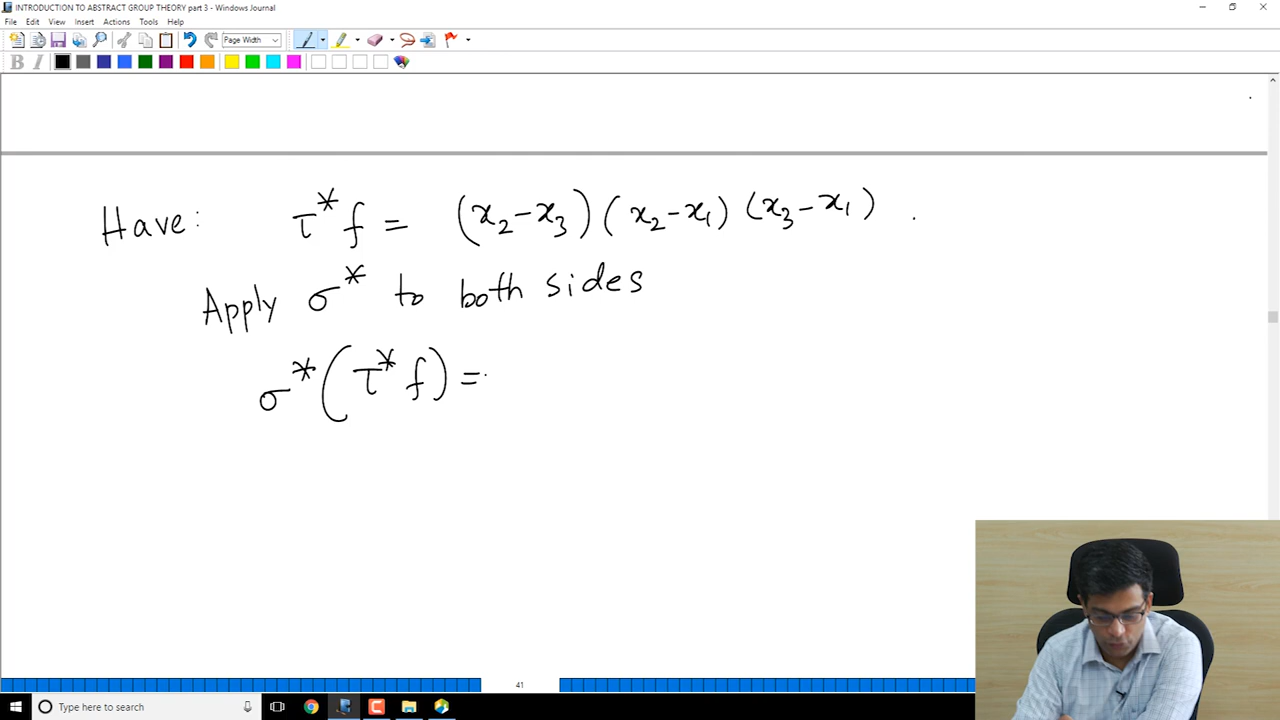 INTRODUCTION TO ABSTRACT GROUP THEORY part 3 - Windows Journal
File Edit View Insert Actions Tools Help
Page Width
B I
Have: τ*f = (x₂-x₃)(x₂-x₁)(x₃-x₁).
Apply σ* to both sides
σ*(τ*f) =
41
Type here to search